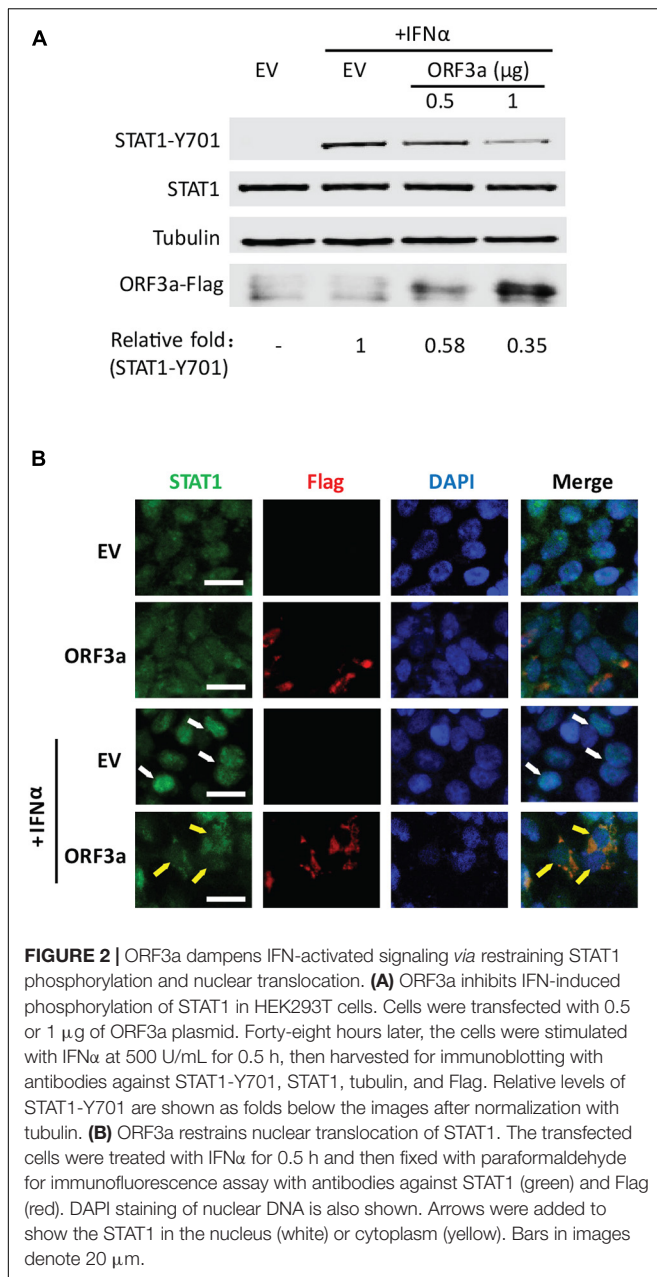 A
+IFNα
EV EV ORF3a (µg)
0.5 1
STAT1-Y701
STAT1
Tubulin
ORF3a-Flag
Relative fold: - 1 0.58 0.35
(STAT1-Y701)
B
STAT1 Flag DAPI Merge
EV
ORF3a
+IFNα
EV
ORF3a
FIGURE 2 | ORF3a dampens IFN-activated signaling via restraining STAT1
phosphorylation and nuclear translocation. (A) ORF3a inhibits IFN-induced
phosphorylation of STAT1 in HEK293T cells. Cells were transfected with 0.5
or 1 µg of ORF3a plasmid. Forty-eight hours later, the cells were stimulated
with IFNα at 500 U/mL for 0.5 h, then harvested for immunoblotting with
antibodies against STAT1-Y701, STAT1, tubulin, and Flag. Relative levels of
STAT1-Y701 are shown as folds below the images after normalization with
tubulin. (B) ORF3a restrains nuclear translocation of STAT1. The transfected
cells were treated with IFNα for 0.5 h and then fixed with paraformaldehyde
for immunofluorescence assay with antibodies against STAT1 (green) and Flag
(red). DAPI staining of nuclear DNA is also shown. Arrows were added to
show the STAT1 in the nucleus (white) or cytoplasm (yellow). Bars in images
denote 20 µm.